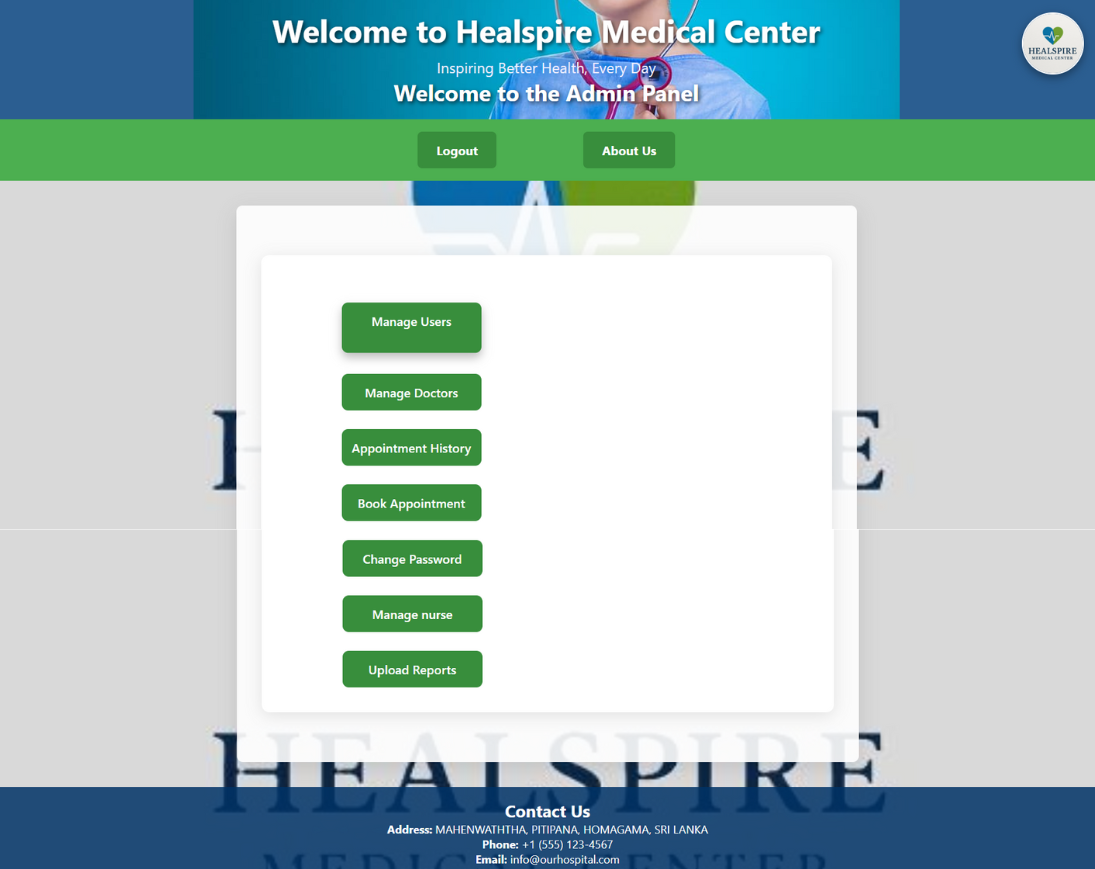 Welcome to Healspire Medical Center
Inspiring Better Health, Every Day
Welcome to the Admin Panel
HEALSPIRE
MEDICAL CENTER
Logout
About Us
Manage Users
Manage Doctors
Appointment History
Book Appointment
Change Password
Manage nurse
Upload Reports
HEALSPIRE
Contact Us
Address: MAHENWATHTHA, PITIPANA, HOMAGAMA, SRI LANKA
Phone: +1 (555) 123-4567
Email: info@ourhospital.com
MEDICAL CENTER